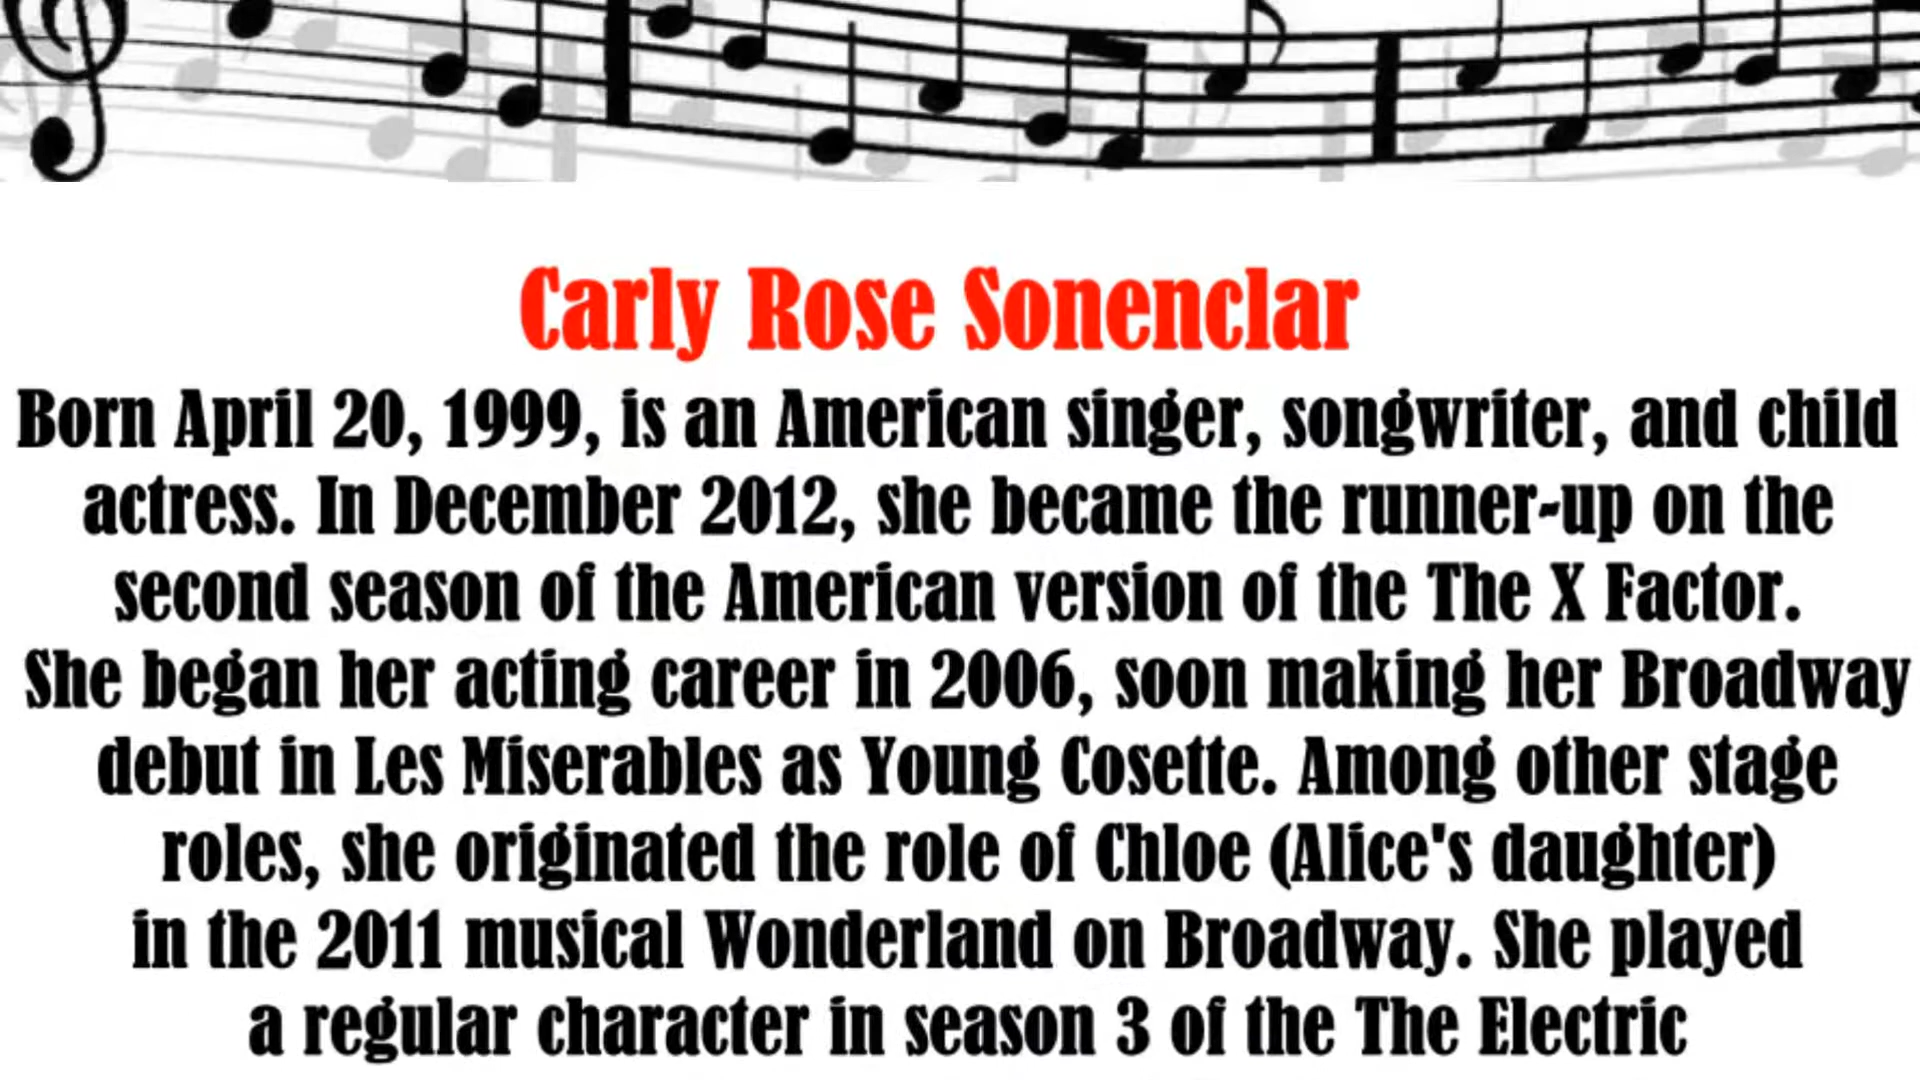 Carly Rose Sonenclar
Born April 20, 1999, is an American singer, songwriter, and child
actress. In December 2012, she became the runner-up on the
second season of the American version of the The X Factor.
She began her acting career in 2006, soon making her Broadway
debut in Les Miserables as Young Cosette. Among other stage
roles, she originated the role of Chloe (Alice's daughter)
in the 2011 musical Wonderland on Broadway. She played
a regular character in season 3 of the The Electric